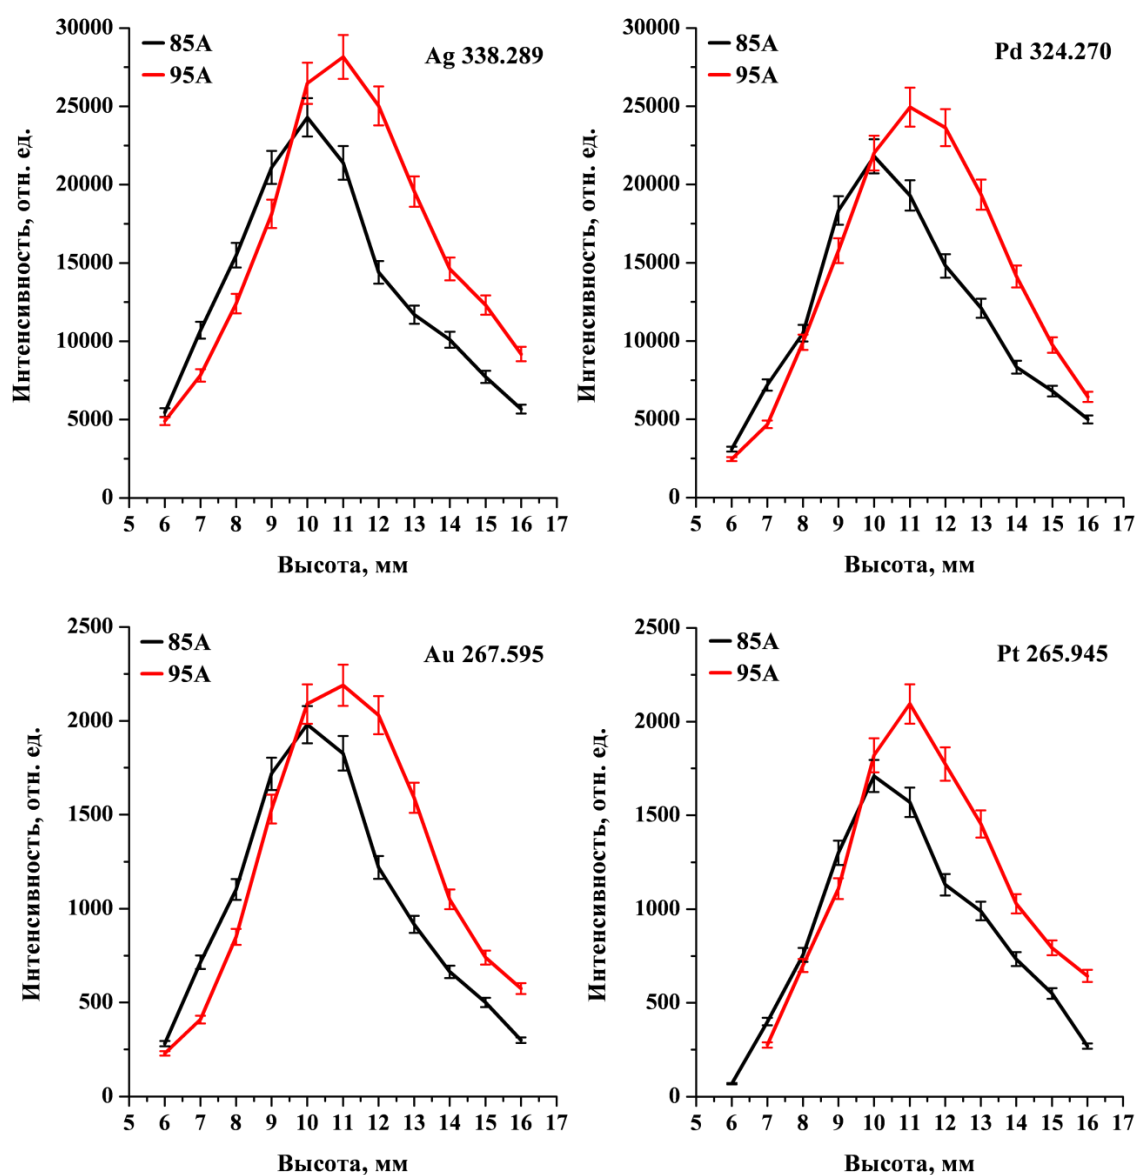 85A
95A
Ag 338.289
Интенсивность, отн. ед.
30000
25000
20000
15000
10000
5000
0
5 6 7 8 9 10 11 12 13 14 15 16 17
Высота, мм
85A
95A
Pd 324.270
Интенсивность, отн. ед.
30000
25000
20000
15000
10000
5000
0
5 6 7 8 9 10 11 12 13 14 15 16 17
Высота, мм
85A
95A
Au 267.595
Интенсивность, отн. ед.
2500
2000
1500
1000
500
0
5 6 7 8 9 10 11 12 13 14 15 16 17
Высота, мм
85A
95A
Pt 265.945
Интенсивность, отн. ед.
2500
2000
1500
1000
500
0
5 6 7 8 9 10 11 12 13 14 15 16 17
Высота, мм